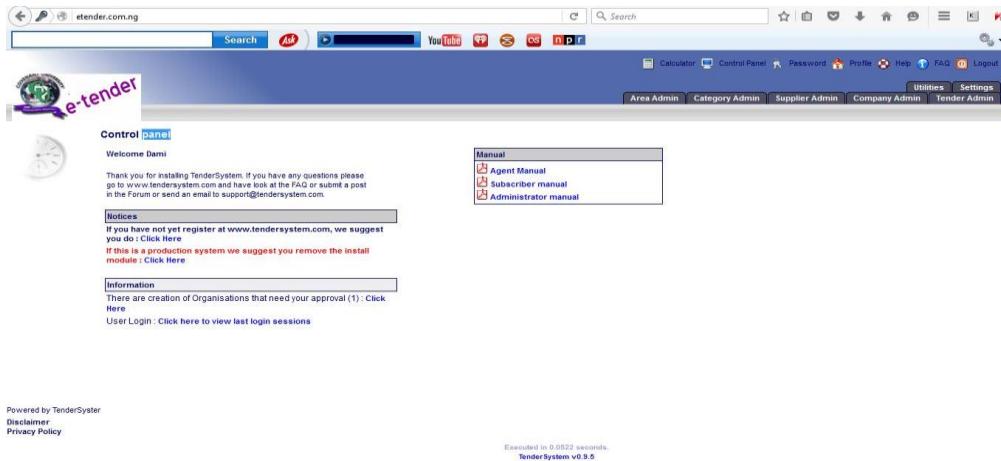 etender.com.ng
Search
Search
Ask
YouTube
OS
npr
Calculator Control Panel Password Profile Help FAQ Logout
Utilities Settings
Area Admin Category Admin Supplier Admin Company Admin Tender Admin
e-tender
Control panel
Welcome Dami
Thank you for installing TenderSystem. If you have any questions please
go to www.tendersystem.com and have look at the FAQ or submit a post
in the Forum or send an email to support@tendersystem.com.
Notices
If you have not yet register at www.tendersystem.com, we suggest
you do : Click Here
If this is a production system we suggest you remove the install
module : Click Here
Information
There are creation of Organisations that need your approval (1) : Click
Here
User Login : Click here to view last login sessions
Manual
Agent Manual
Subscriber manual
Administrator manual
Powered by TenderSyster
Disclaimer
Privacy Policy
Executed in 0.0522 seconds.
TenderSystem v0.9.5